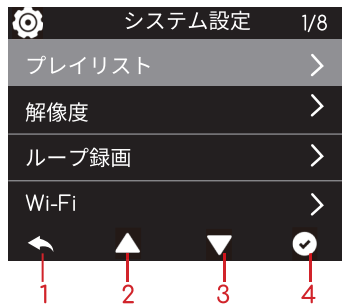 システム設定 1/8
プレイリスト
解像度
ループ録画
Wi-Fi
1 2 3 4